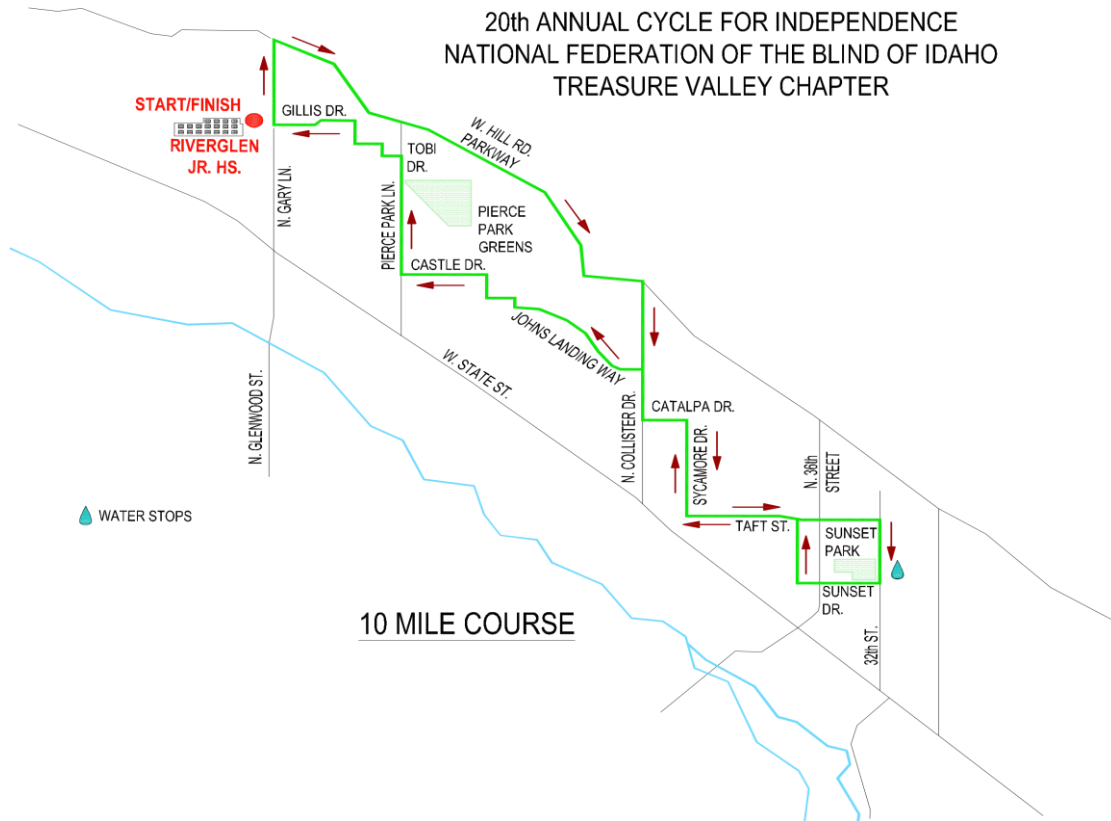 20th ANNUAL CYCLE FOR INDEPENDENCE
NATIONAL FEDERATION OF THE BLIND OF IDAHO
TREASURE VALLEY CHAPTER
START/FINISH
RIVERGLEN
JR. HS.
GILLIS DR.
TOBI
DR.
W. HILL RD.
PARKWAY
N. GARY LN.
PIERCE PARK LN.
PIERCE
PARK
GREENS
CASTLE DR.
JOHNS LANDING WAY
W. STATE ST.
N. GLENWOOD ST.
N. COLLISTER DR.
CATALPA DR.
SYCAMORE DR.
N. 36th
STREET
TAFT ST.
SUNSET
PARK
SUNSET
DR.
32th ST.
WATER STOPS
10 MILE COURSE